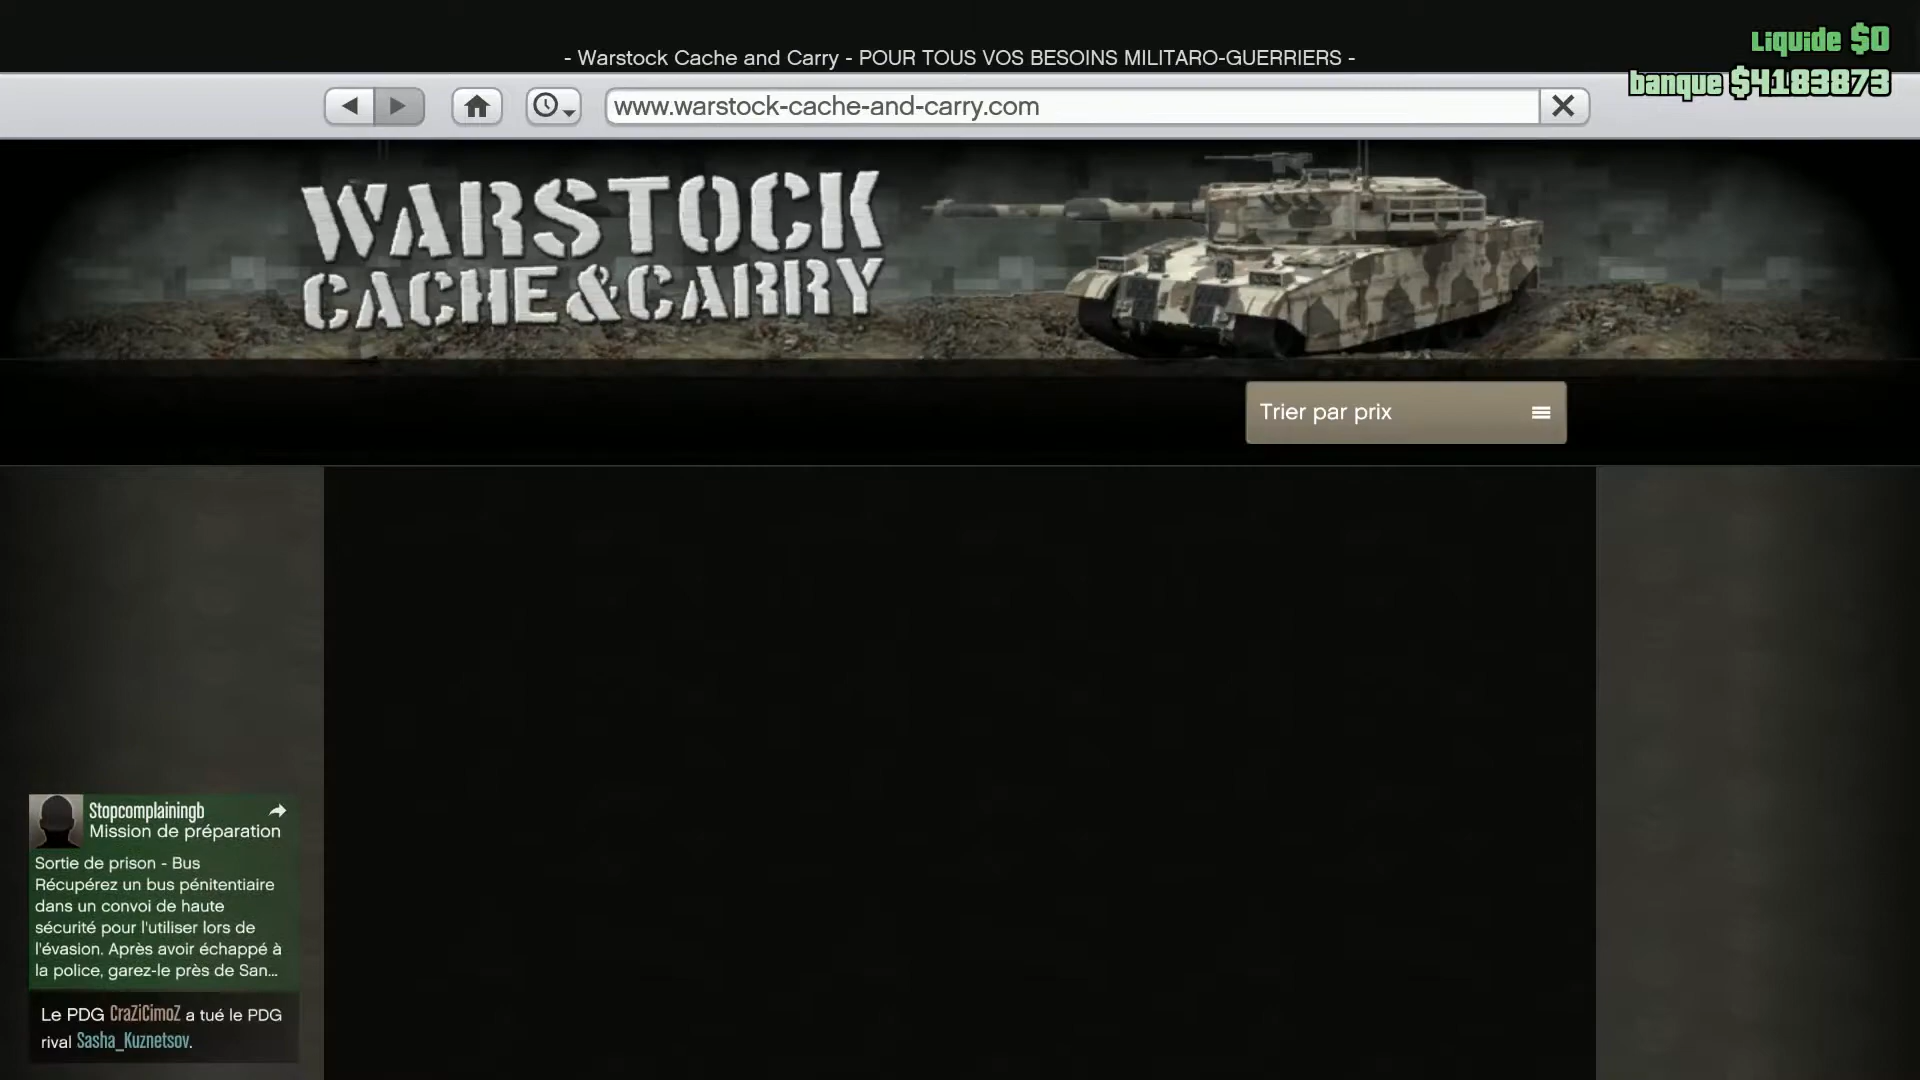 - Warstock Cache and Carry - POUR TOUS VOS BESOINS MILITARO-GUERRIERS -
Liquide $0
banque $4183873
www.warstock-cache-and-carry.com
WARSTOCK
CACHE & CARRY
Trier par prix
Stopcomplainingb
Mission de préparation
Sortie de prison - Bus
Récupérez un bus pénitentiaire
dans un convoi de haute
sécurité pour l'utiliser lors de
l'évasion. Après avoir échappé à
la police, garez-le près de San...
Le PDG CraZiCimoZ a tué le PDG
rival Sasha_Kuznetsov.